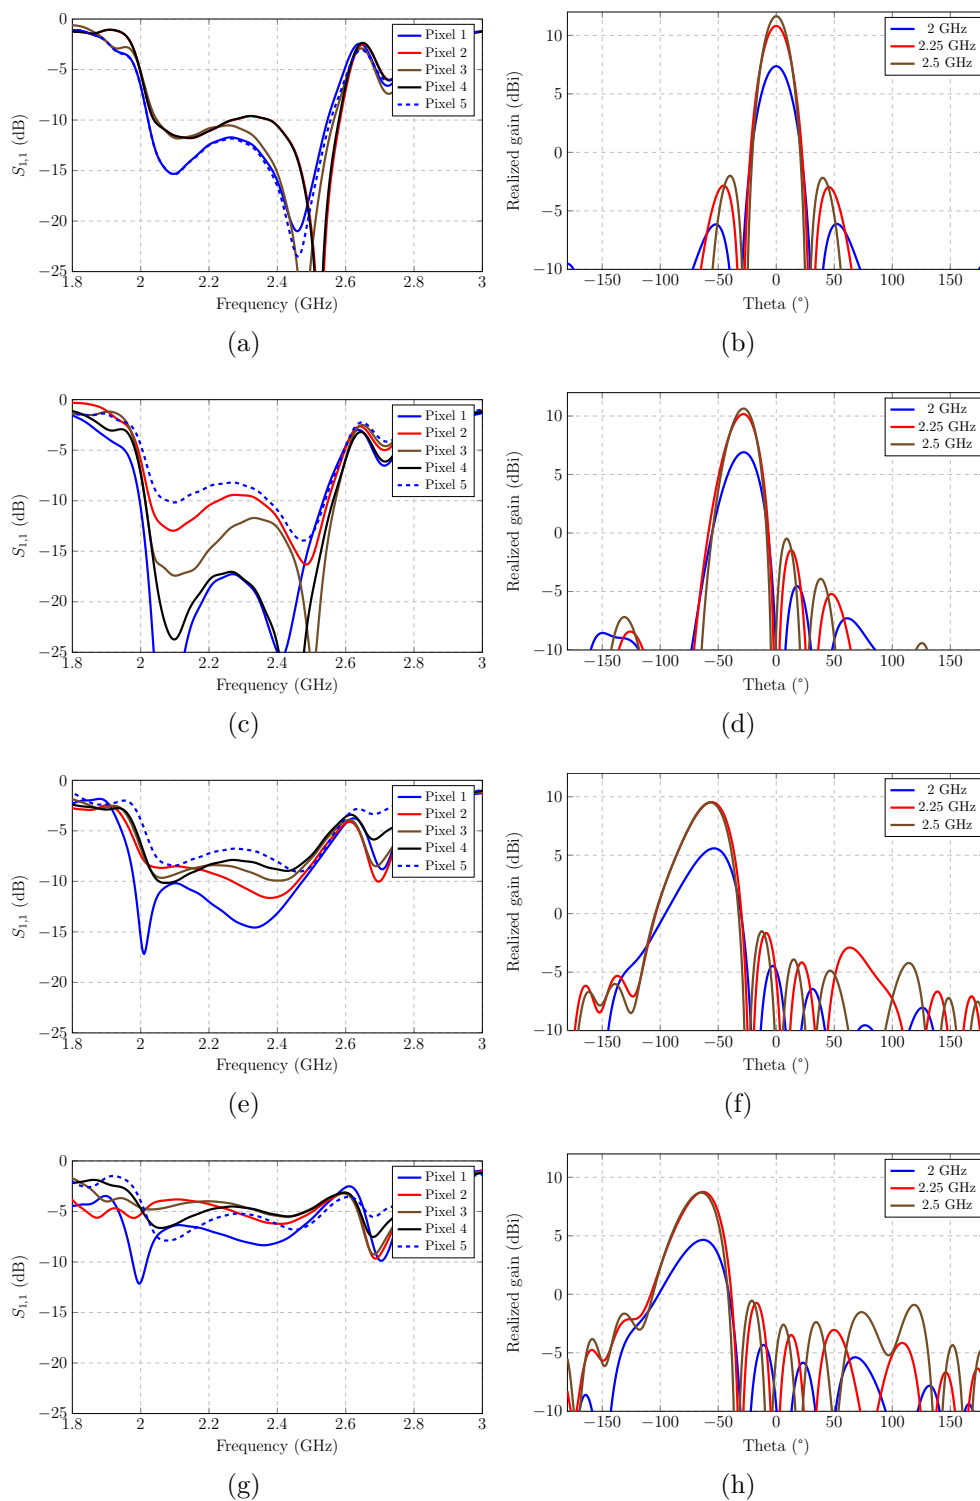 0
−5
−10
−15
−20
−25
1.8 2 2.2 2.4 2.6 3
Frequency (GHz)
S1,1 (dB)
Pixel 1
Pixel 2
Pixel 3
Pixel 4
Pixel 5
(a)
10
5
0
−5
−10
−150 −100 −50 0 50 100 150
Theta (°)
Realized gain (dBi)
2 GHz
2.25 GHz
2.5 GHz
(b)
0
−5
−10
−15
−20
−25
1.8 2 2.2 2.4 2.6 3
Frequency (GHz)
S1,1 (dB)
Pixel 1
Pixel 2
Pixel 3
Pixel 4
Pixel 5
(c)
10
5
0
−5
−10
−150 −100 −50 0 50 100 150
Theta (°)
Realized gain (dBi)
2 GHz
2.25 GHz
2.5 GHz
(d)
0
−5
−10
−15
−20
−25
1.8 2 2.2 2.4 2.6 3
Frequency (GHz)
S1,1 (dB)
Pixel 1
Pixel 2
Pixel 3
Pixel 4
Pixel 5
(e)
10
5
0
−5
−10
−150 −100 −50 0 50 100 150
Theta (°)
Realized gain (dBi)
2 GHz
2.25 GHz
2.5 GHz
(f)
0
−5
−10
−15
−20
−25
1.8 2 2.2 2.4 2.6 3
Frequency (GHz)
S1,1 (dB)
Pixel 1
Pixel 2
Pixel 3
Pixel 4
Pixel 5
(g)
10
5
0
−5
−10
−150 −100 −50 0 50 100 150
Theta (°)
Realized gain (dBi)
2 GHz
2.25 GHz
2.5 GHz
(h)